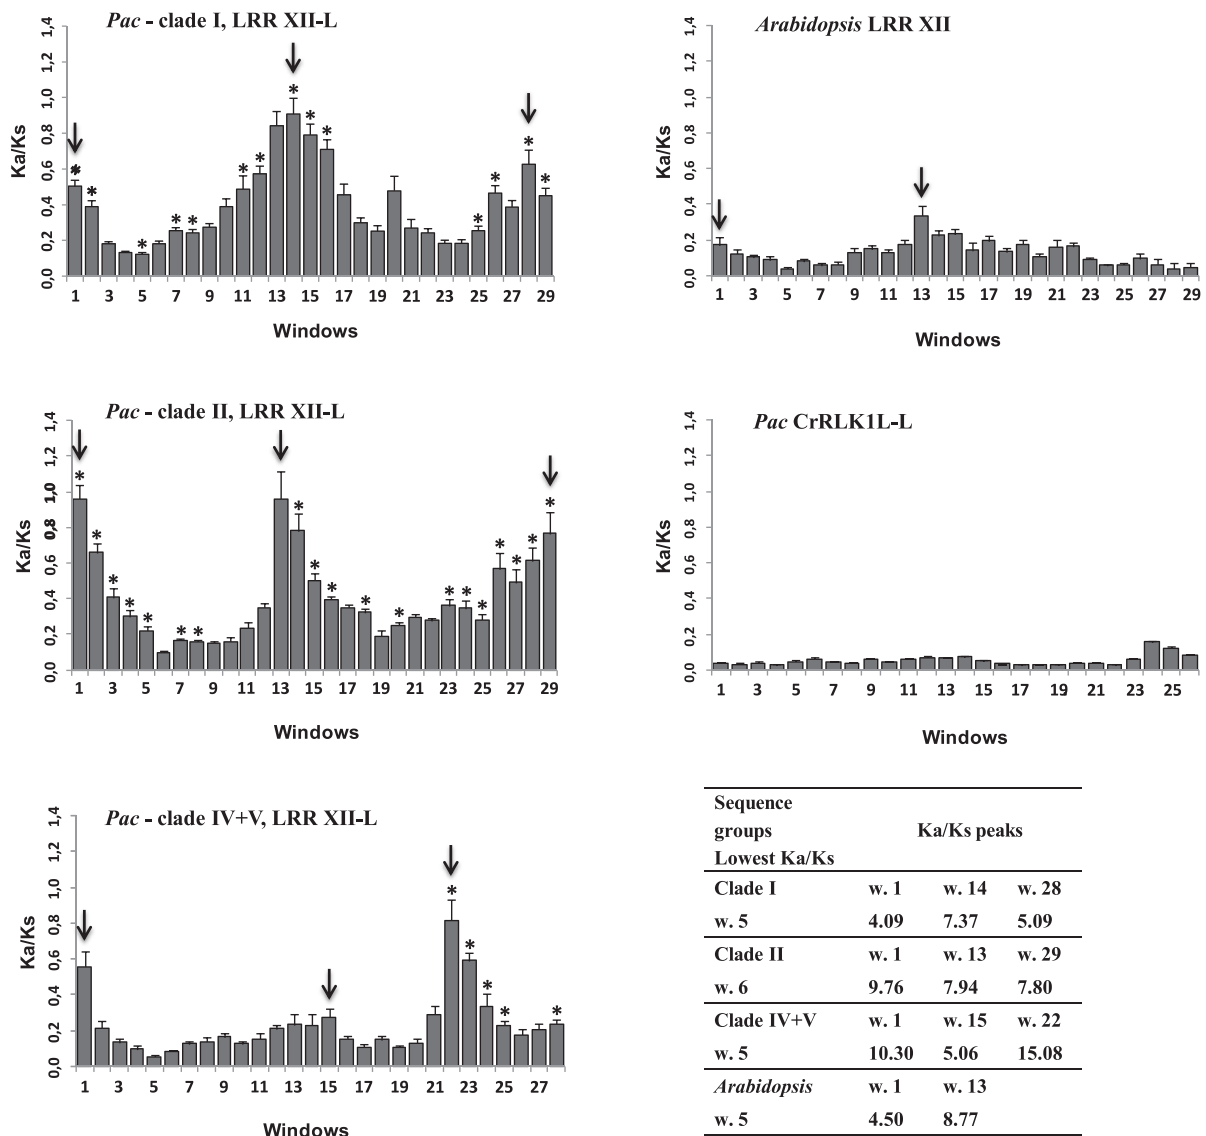 Pac - clade I, LRR XII-L
Ka/Ks
1,4
1,2
1,0
0,8
0,6
0,4
0,2
0,0
* * * * * * * * * * * * * * *
1 3 5 7 9 11 13 15 17 19 21 23 25 27 29
Windows
Arabidopsis LRR XII
Ka/Ks
1,4
1,2
1,0
0,8
0,6
0,4
0,2
0,0
1 3 5 7 9 11 13 15 17 19 21 23 25 27 29
Windows
Pac - clade II, LRR XII-L
Ka/Ks
1,4
1,2
1,0
0,8
0,6
0,4
0,2
0,0
* * * * * * * * * * * * * * * * * * *
1 3 5 7 9 11 13 15 17 19 21 23 25 27 29
Windows
Pac CrRLK1L-L
Ka/Ks
1,4
1,2
1,0
0,8
0,6
0,4
0,2
0,0
1 3 5 7 9 11 13 15 17 19 21 23 25
Windows
Pac - clade IV+V, LRR XII-L
Ka/Ks
1,4
1,2
1,0
0,8
0,6
0,4
0,2
0,0
* * * * *
1 3 5 7 9 11 13 15 17 19 21 23 25 27
Windows
Sequence
groups Ka/Ks peaks
Lowest Ka/Ks
Clade I w. 1 w. 14 w. 28
w. 5 4.09 7.37 5.09
Clade II w. 1 w. 13 w. 29
w. 6 9.76 7.94 7.80
Clade IV+V w. 1 w. 15 w. 22
w. 5 10.30 5.06 15.08
Arabidopsis w. 1 w. 13
w. 5 4.50 8.77